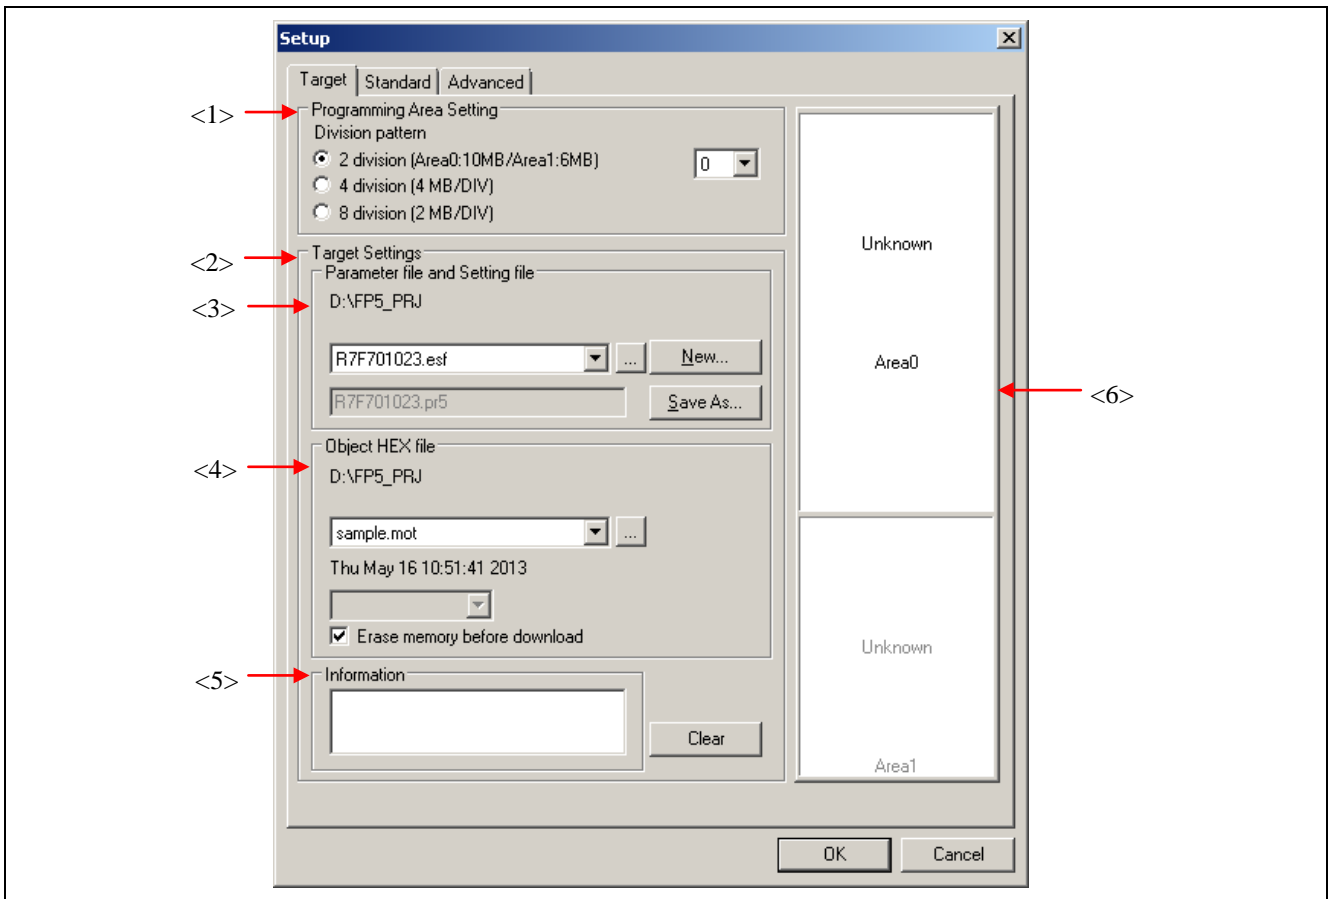 Setup
Target Standard Advanced
<1> Programming Area Setting
Division pattern
2 division (Area0:10MB/Area1:6MB) 0
4 division (4 MB/DIV)
8 division (2 MB/DIV)
<2> Target Settings
Parameter file and Setting file
<3> D:\FP5_PRJ
R7F701023.esf ... New...
R7F701023.pr5 Save As...
Object HEX file
<4> D:\FP5_PRJ
sample.mot ...
Thu May 16 10:51:41 2013
Erase memory before download
<5> Information
Clear
Unknown
Area0
<6>
Unknown
Area1
OK Cancel